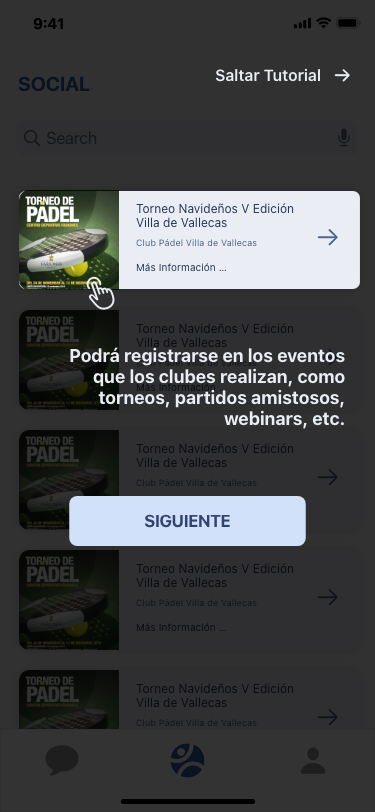 9:41
Saltar Tutorial
SOCIAL
Search
TORNEO DE
PADEL
Torneo Navideños V Edición
Villa de Vallecas
Club Pádel Villa de Vallecas
Más Información ...
TORNEO DE
PADEL
Torneo Navideños V Edición
Villa de Vallecas
Podrá registrarse en los eventos
que los clubes realizan, como
torneos, partidos amistosos,
webinars, etc.
TORNEO DE
PADEL
Torneo Navideños V Edición
Villa de Vallecas
Club Pádel Villa de Vallecas
SIGUIENTE
TORNEO DE
PADEL
Torneo Navideños V Edición
Villa de Vallecas
Club Pádel Villa de Vallecas
Más Información ...
TORNEO DE
PADEL
Torneo Navideños V Edición
Villa de Vallecas
Club Pádel Villa de Vallecas